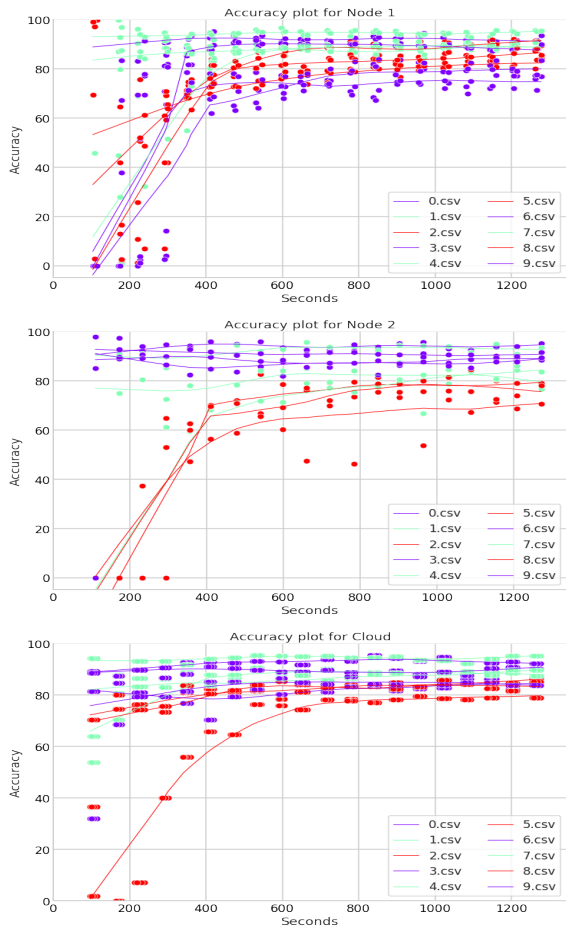 Accuracy plot for Node 1
100
80
60
40
20
0
Accuracy
0.csv 5.csv
1.csv 6.csv
2.csv 7.csv
3.csv 8.csv
4.csv 9.csv
0 200 400 600 800 1000 1200
Seconds
Accuracy plot for Node 2
100
80
60
40
20
0
Accuracy
0.csv 5.csv
1.csv 6.csv
2.csv 7.csv
3.csv 8.csv
4.csv 9.csv
0 200 400 600 800 1000 1200
Seconds
Accuracy plot for Cloud
100
80
60
40
20
0
Accuracy
0.csv 5.csv
1.csv 6.csv
2.csv 7.csv
3.csv 8.csv
4.csv 9.csv
0 200 400 600 800 1000 1200
Seconds